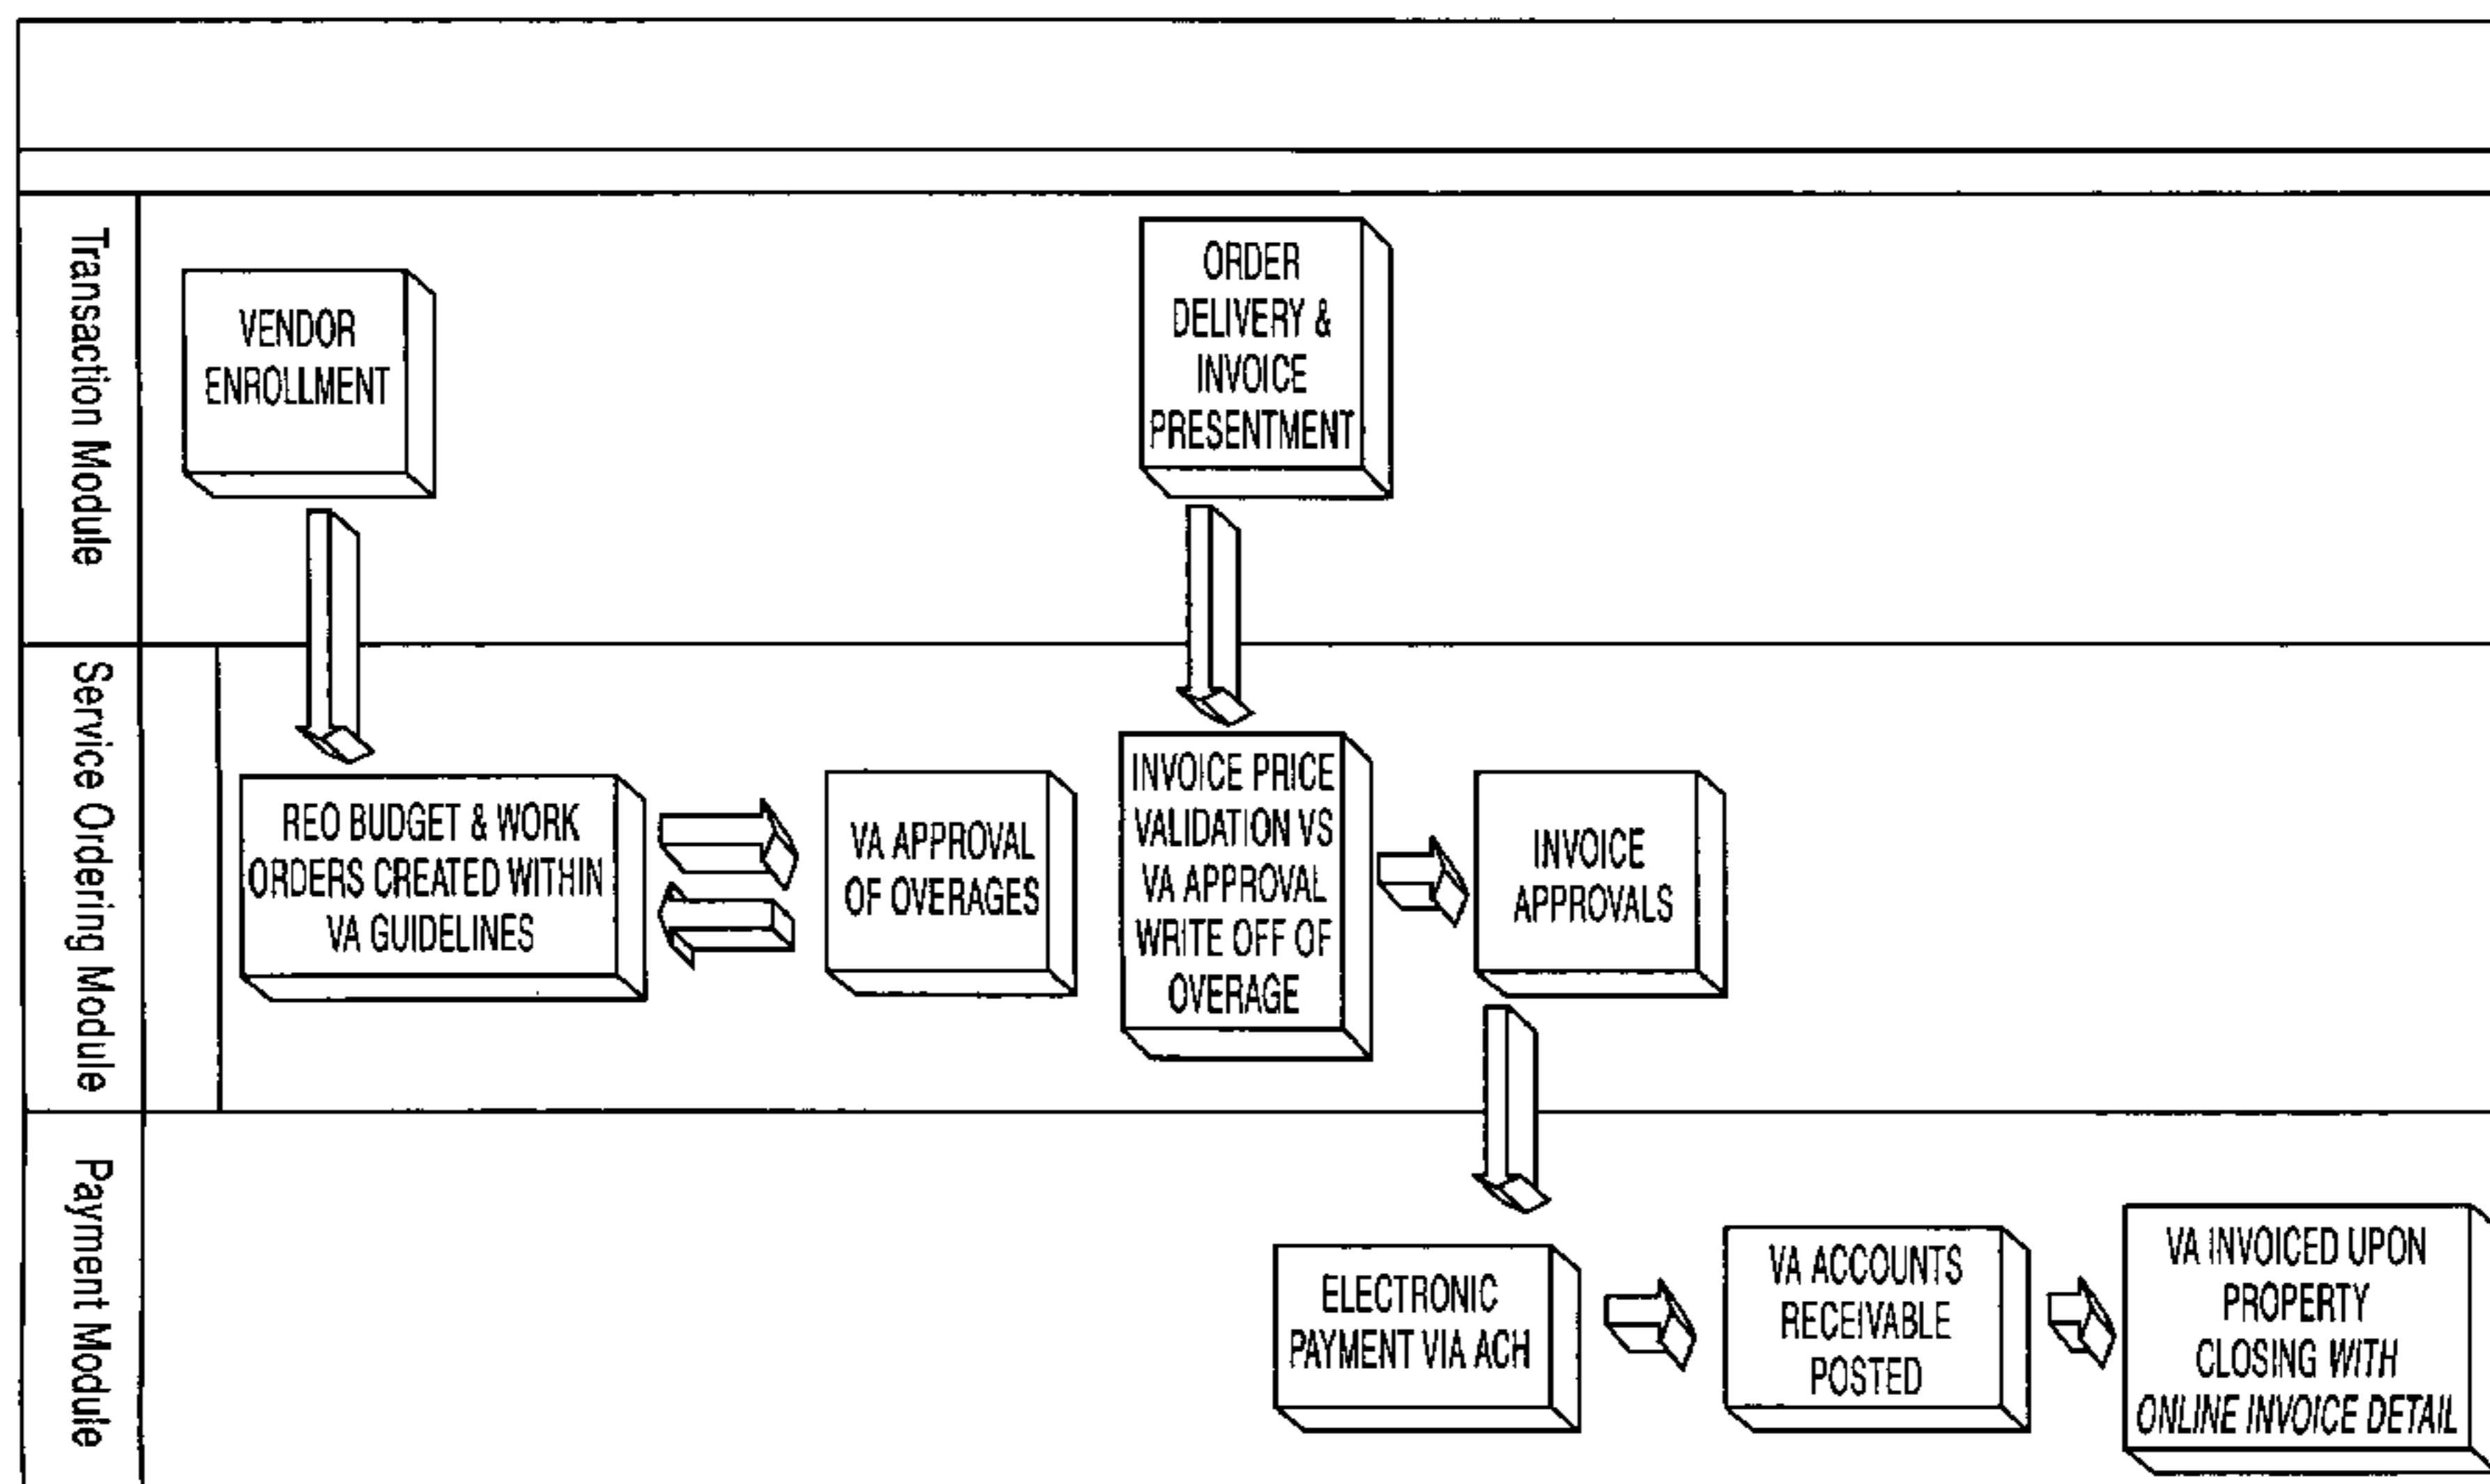 Transaction Module
VENDOR
ENROLLMENT
ORDER
DELIVERY &
INVOICE
PRESENTMENT
Service Ordering Module
REO BUDGET & WORK
ORDERS CREATED WITHIN
VA GUIDELINES
VA APPROVAL
OF OVERAGES
INVOICE PRICE
VALIDATION VS
VA APPROVAL
WRITE OFF OF
OVERAGE
INVOICE
APPROVALS
Payment Module
ELECTRONIC
PAYMENT VIA ACH
VA ACCOUNTS
RECEIVABLE
POSTED
VA INVOICED UPON
PROPERTY
CLOSING WITH
ONLINE INVOICE DETAIL